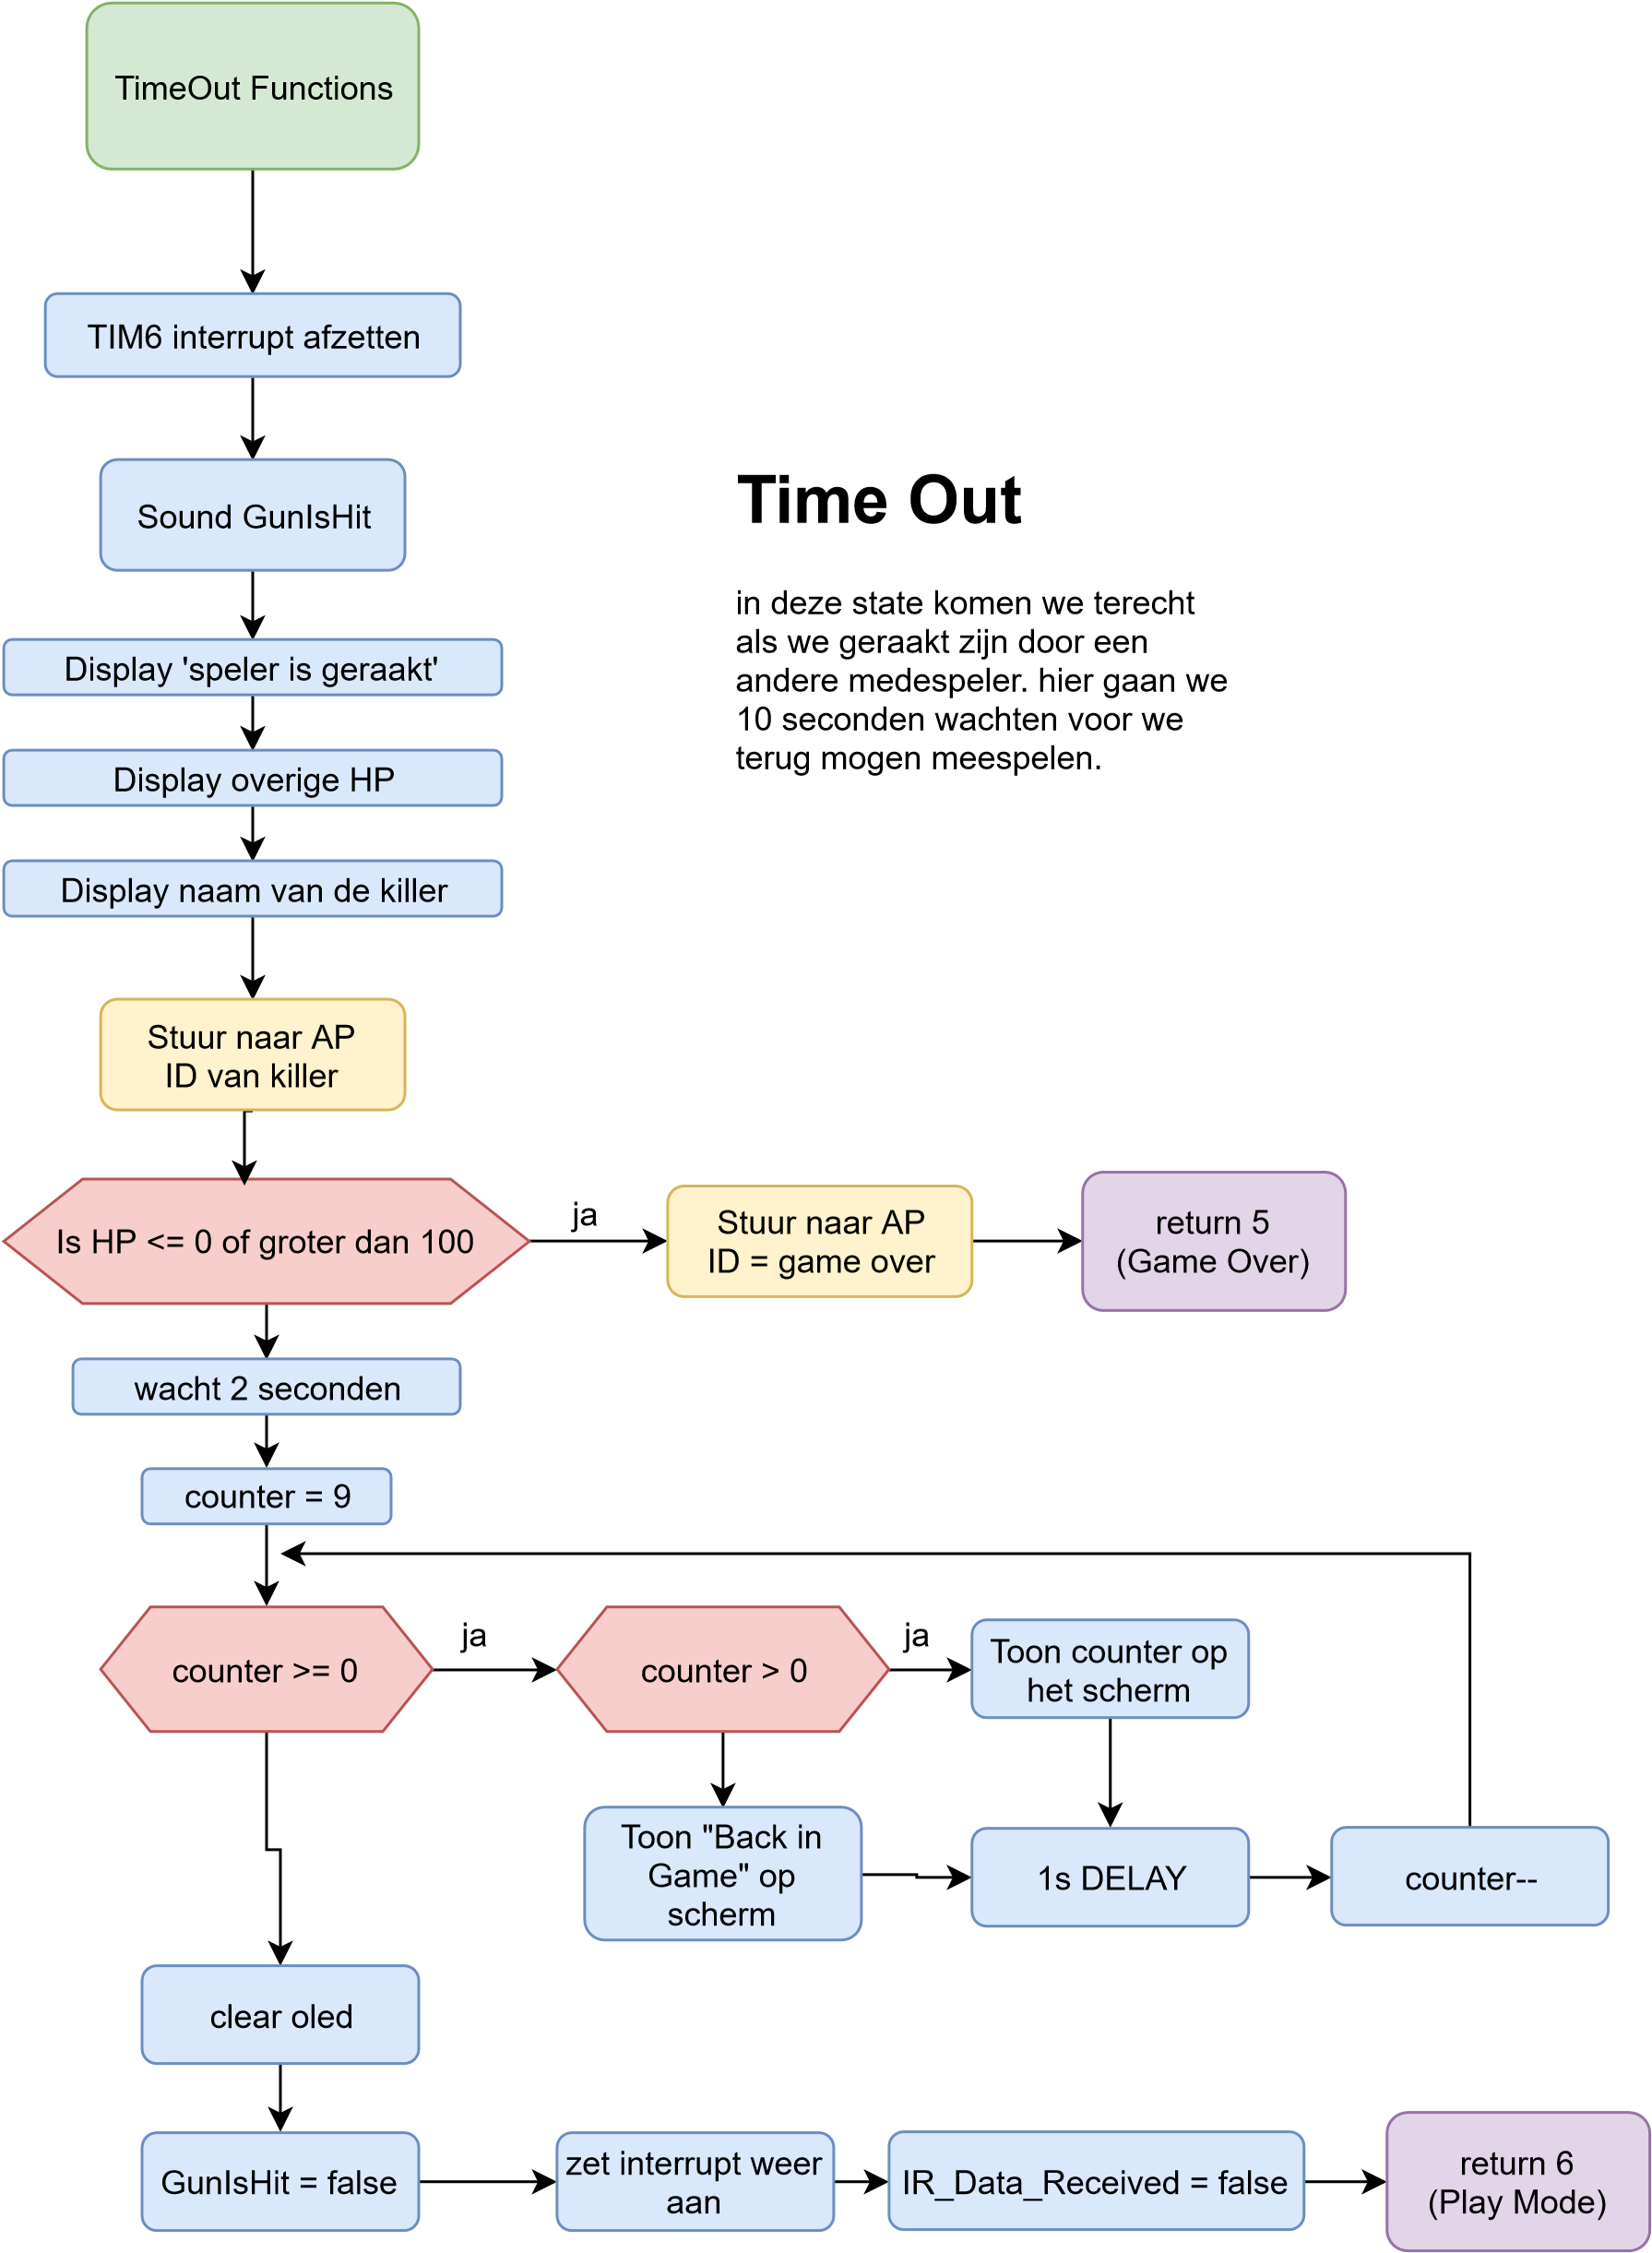 TimeOut Functions
TIM6 interrupt afzetten
Sound GunIsHit
Time Out
in deze state komen we terecht
als we geraakt zijn door een
andere medespeler. hier gaan we
10 seconden wachten voor we
terug mogen meespelen.
Display 'speler is geraakt'
Display overige HP
Display naam van de killer
Stuur naar AP
ID van killer
Is HP <= 0 of groter dan 100
ja
Stuur naar AP
ID = game over
return 5
(Game Over)
wacht 2 seconden
counter = 9
counter >= 0
ja
counter > 0
ja
Toon counter op
het scherm
Toon "Back in
Game" op
scherm
1s DELAY
counter--
clear oled
GunIsHit = false
zet interrupt weer
aan
IR_Data_Received = false
return 6
(Play Mode)